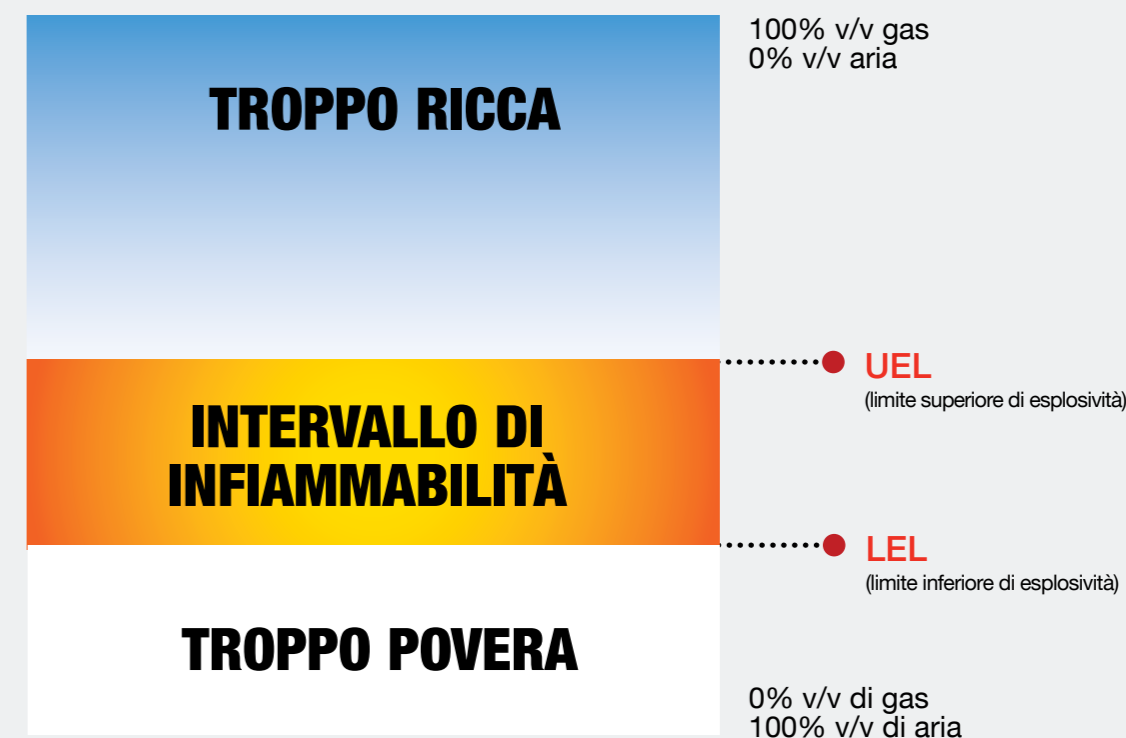 100% v/v gas
0% v/v aria
TROPPO RICCA
UEL
(limite superiore di esplosività)
INTERVALLO DI
INFIAMMABILITÀ
LEL
(limite inferiore di esplosività)
TROPPO POVERA
0% v/v di gas
100% v/v di aria